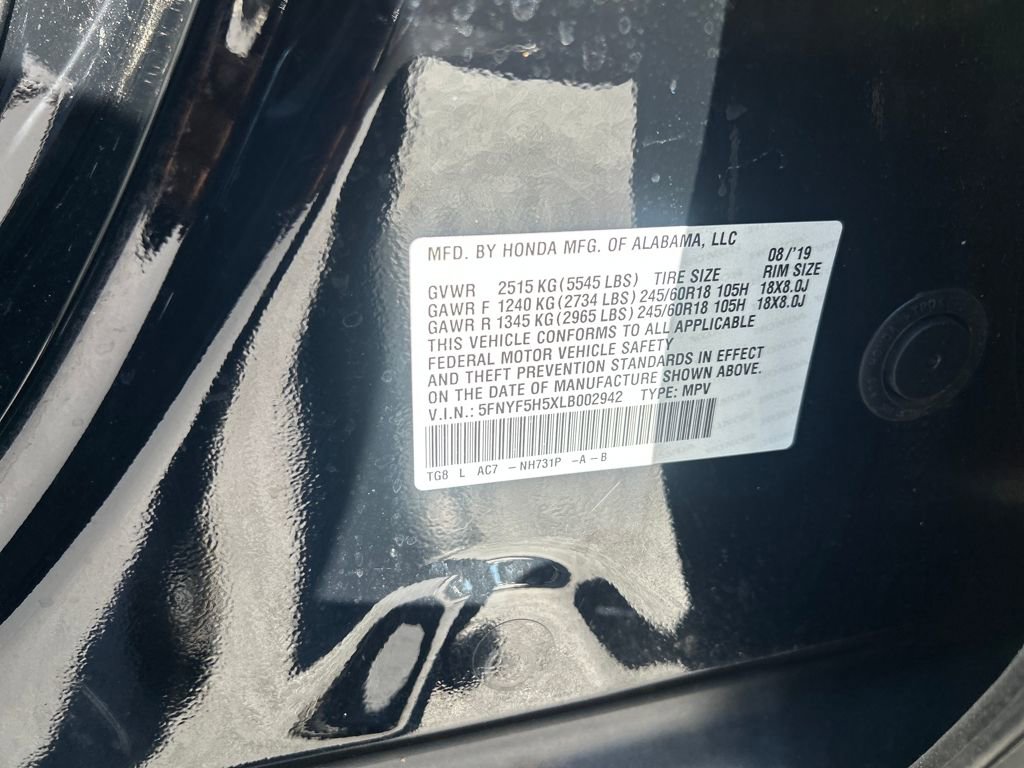 MFD. BY HONDA MFG. OF ALABAMA, LLC 08/'19
GVWR 2515 KG (5545 LBS) TIRE SIZE RIM SIZE
GAWR F 1240 KG (2734 LBS) 245/60R18 105H 18X8.0J
GAWR R 1345 KG (2965 LBS) 245/60R18 105H 18X8.0J
THIS VEHICLE CONFORMS TO ALL APPLICABLE
FEDERAL MOTOR VEHICLE SAFETY
AND THEFT PREVENTION STANDARDS IN EFFECT
ON THE DATE OF MANUFACTURE SHOWN ABOVE.
V.I.N.: 5FNYF5H5XLB002942 TYPE: MPV
TG8 L AC7 -NH731P -A-B